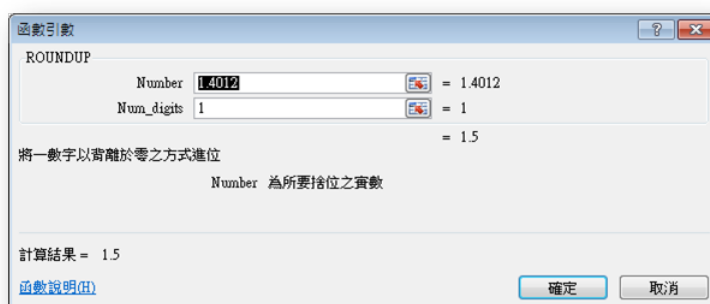 函數引數
ROUNDUP
Number 1.4012 = 1.4012
Num_digits 1 = 1
= 1.5
將一數字以背離於零之方式進位
Number 為所要捨位之實數
計算結果 = 1.5
函數說明(H) 確定 取消